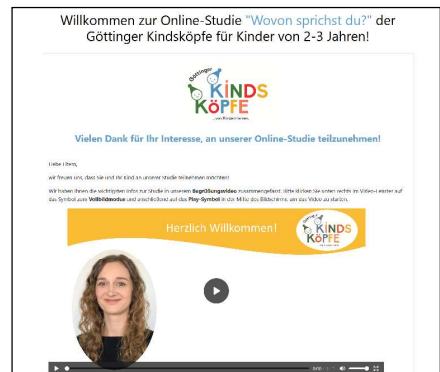 Willkommen zur Online-Studie "Wovon sprichst du?" der
Göttinger Kindsköpfe für Kinder von 2-3 Jahren!
Göttinger
KINDS
KÖPFE
Vielen Dank für Ihr Interesse, an unserer Online-Studie teilzunehmen!
Liebe Eltern,
wir freuen uns, dass Sie und Ihr Kind an unserer Studie teilnehmen möchten!
Wir haben Ihnen die wichtigsten Infos zur Studie in unserem Begrüßungsvideo zusammengefasst. Bitte klicken Sie unten rechts im Video-Fenster auf
das Symbol zum Vollbildmodus und anschließend auf das Play-Symbol in der Mitte des Bildschirms, um das Video zu starten.
Herzlich Willkommen!
Göttinger
KINDS
KÖPFE